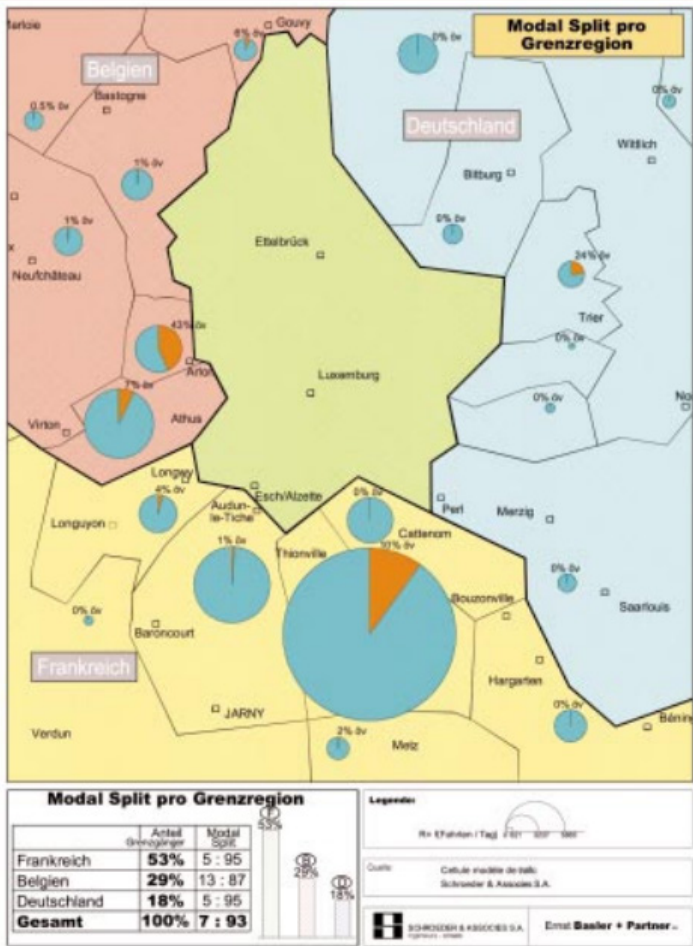 Modal Split pro
Grenzregion
Gouvy
6% öv
0% öv
Belgien
Bastogne
0.5% öv
0% öv
Deutschland
Wittlich
1% öv
Bitburg
1% öv
0% öv
Ettelbrück
Neufchâteau
24% öv
43% öv
Trier
0% öv
Arlon
7% öv
Luxemburg
0% öv
Virton
Athus
Longwy
Esch/Alzette
0% öv
Perl
4% öv
Audun-
le-Tiche
Cattenom
Merzig
Longuyon
1% öv
Thionville
10% öv
0% öv
Bouzonville
Saarlouis
0% öv
Baroncourt
Frankreich
Hargarten
JARNY
0% öv
Verdun
2% öv
Metz
Modal Split pro Grenzregion
Anteil Grenzgänger Modal Split
Frankreich 53% 5 : 95
Belgien 29% 13 : 87
Deutschland 18% 5 : 95
Gesamt 100% 7 : 93
F
53%
B
29%
D
18%
Legende:
Quelle:
Schroeder & Associes S.A.
SCHROEDER & ASSOCIES S.A.
Ernst Basler + Partner